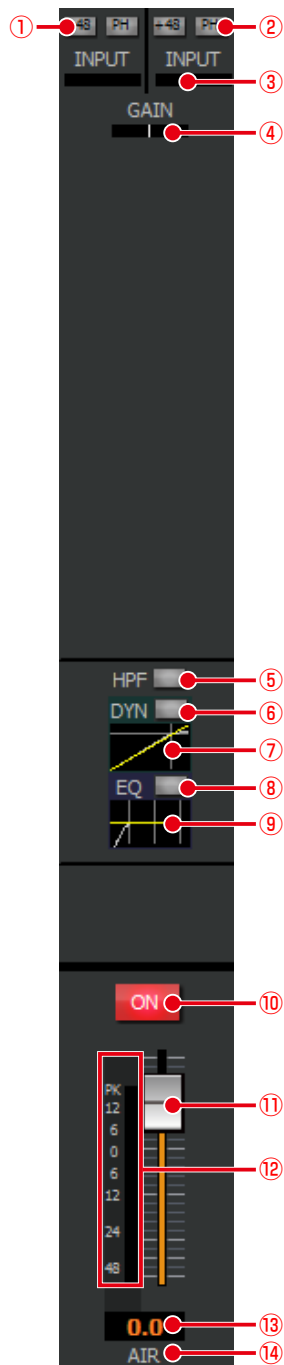 ① +48 PH +48 PH ②
INPUT INPUT
③
GAIN
④
HPF ⑤
DYN ⑥
⑦
EQ ⑧
⑨
ON ⑩
⑪
PK
12
6
0
⑫
6
12
24
48
0.0 ⑬
AIR ⑭